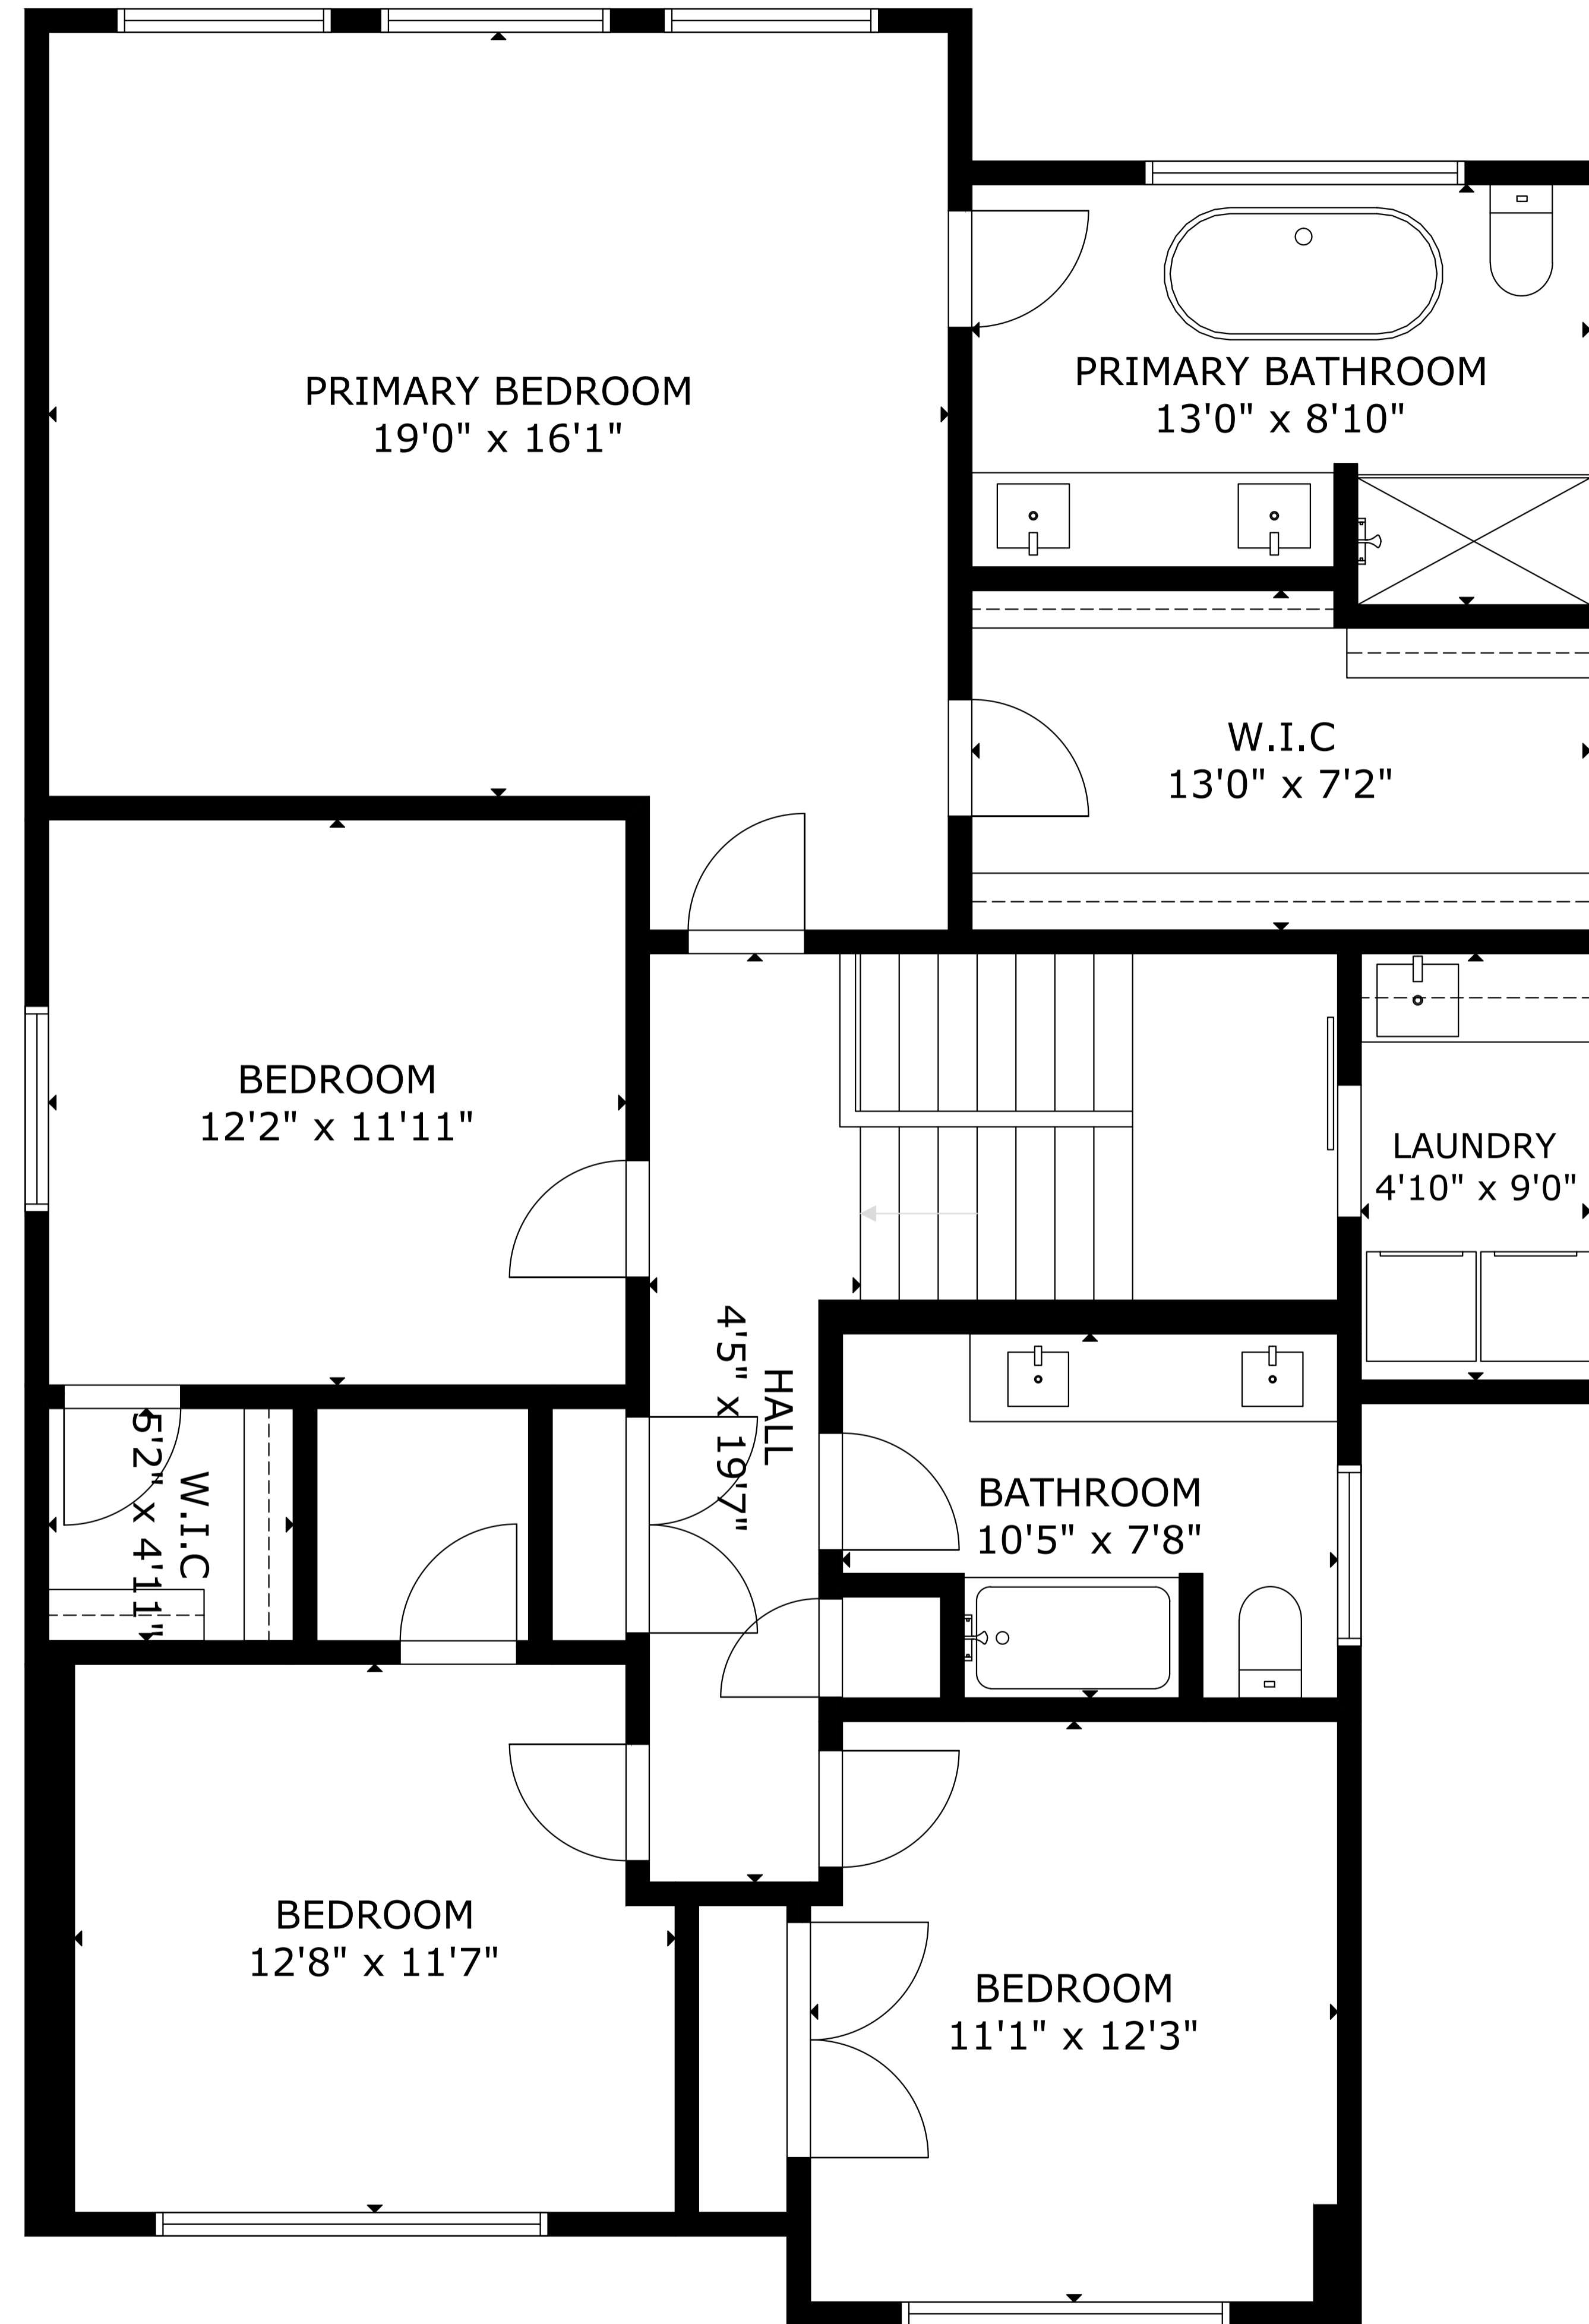 PRIMARY BEDROOM
19'0" x 16'1"
PRIMARY BATHROOM
13'0" x 8'10"
W.I.C
13'0" x 7'2"
BEDROOM
12'2" x 11'11"
LAUNDRY
4'10" x 9'0"
HALL
4'5" x 19'7"
W.I.C
5'2" x 4'11"
BATHROOM
10'5" x 7'8"
BEDROOM
12'8" x 11'7"
BEDROOM
11'1" x 12'3"